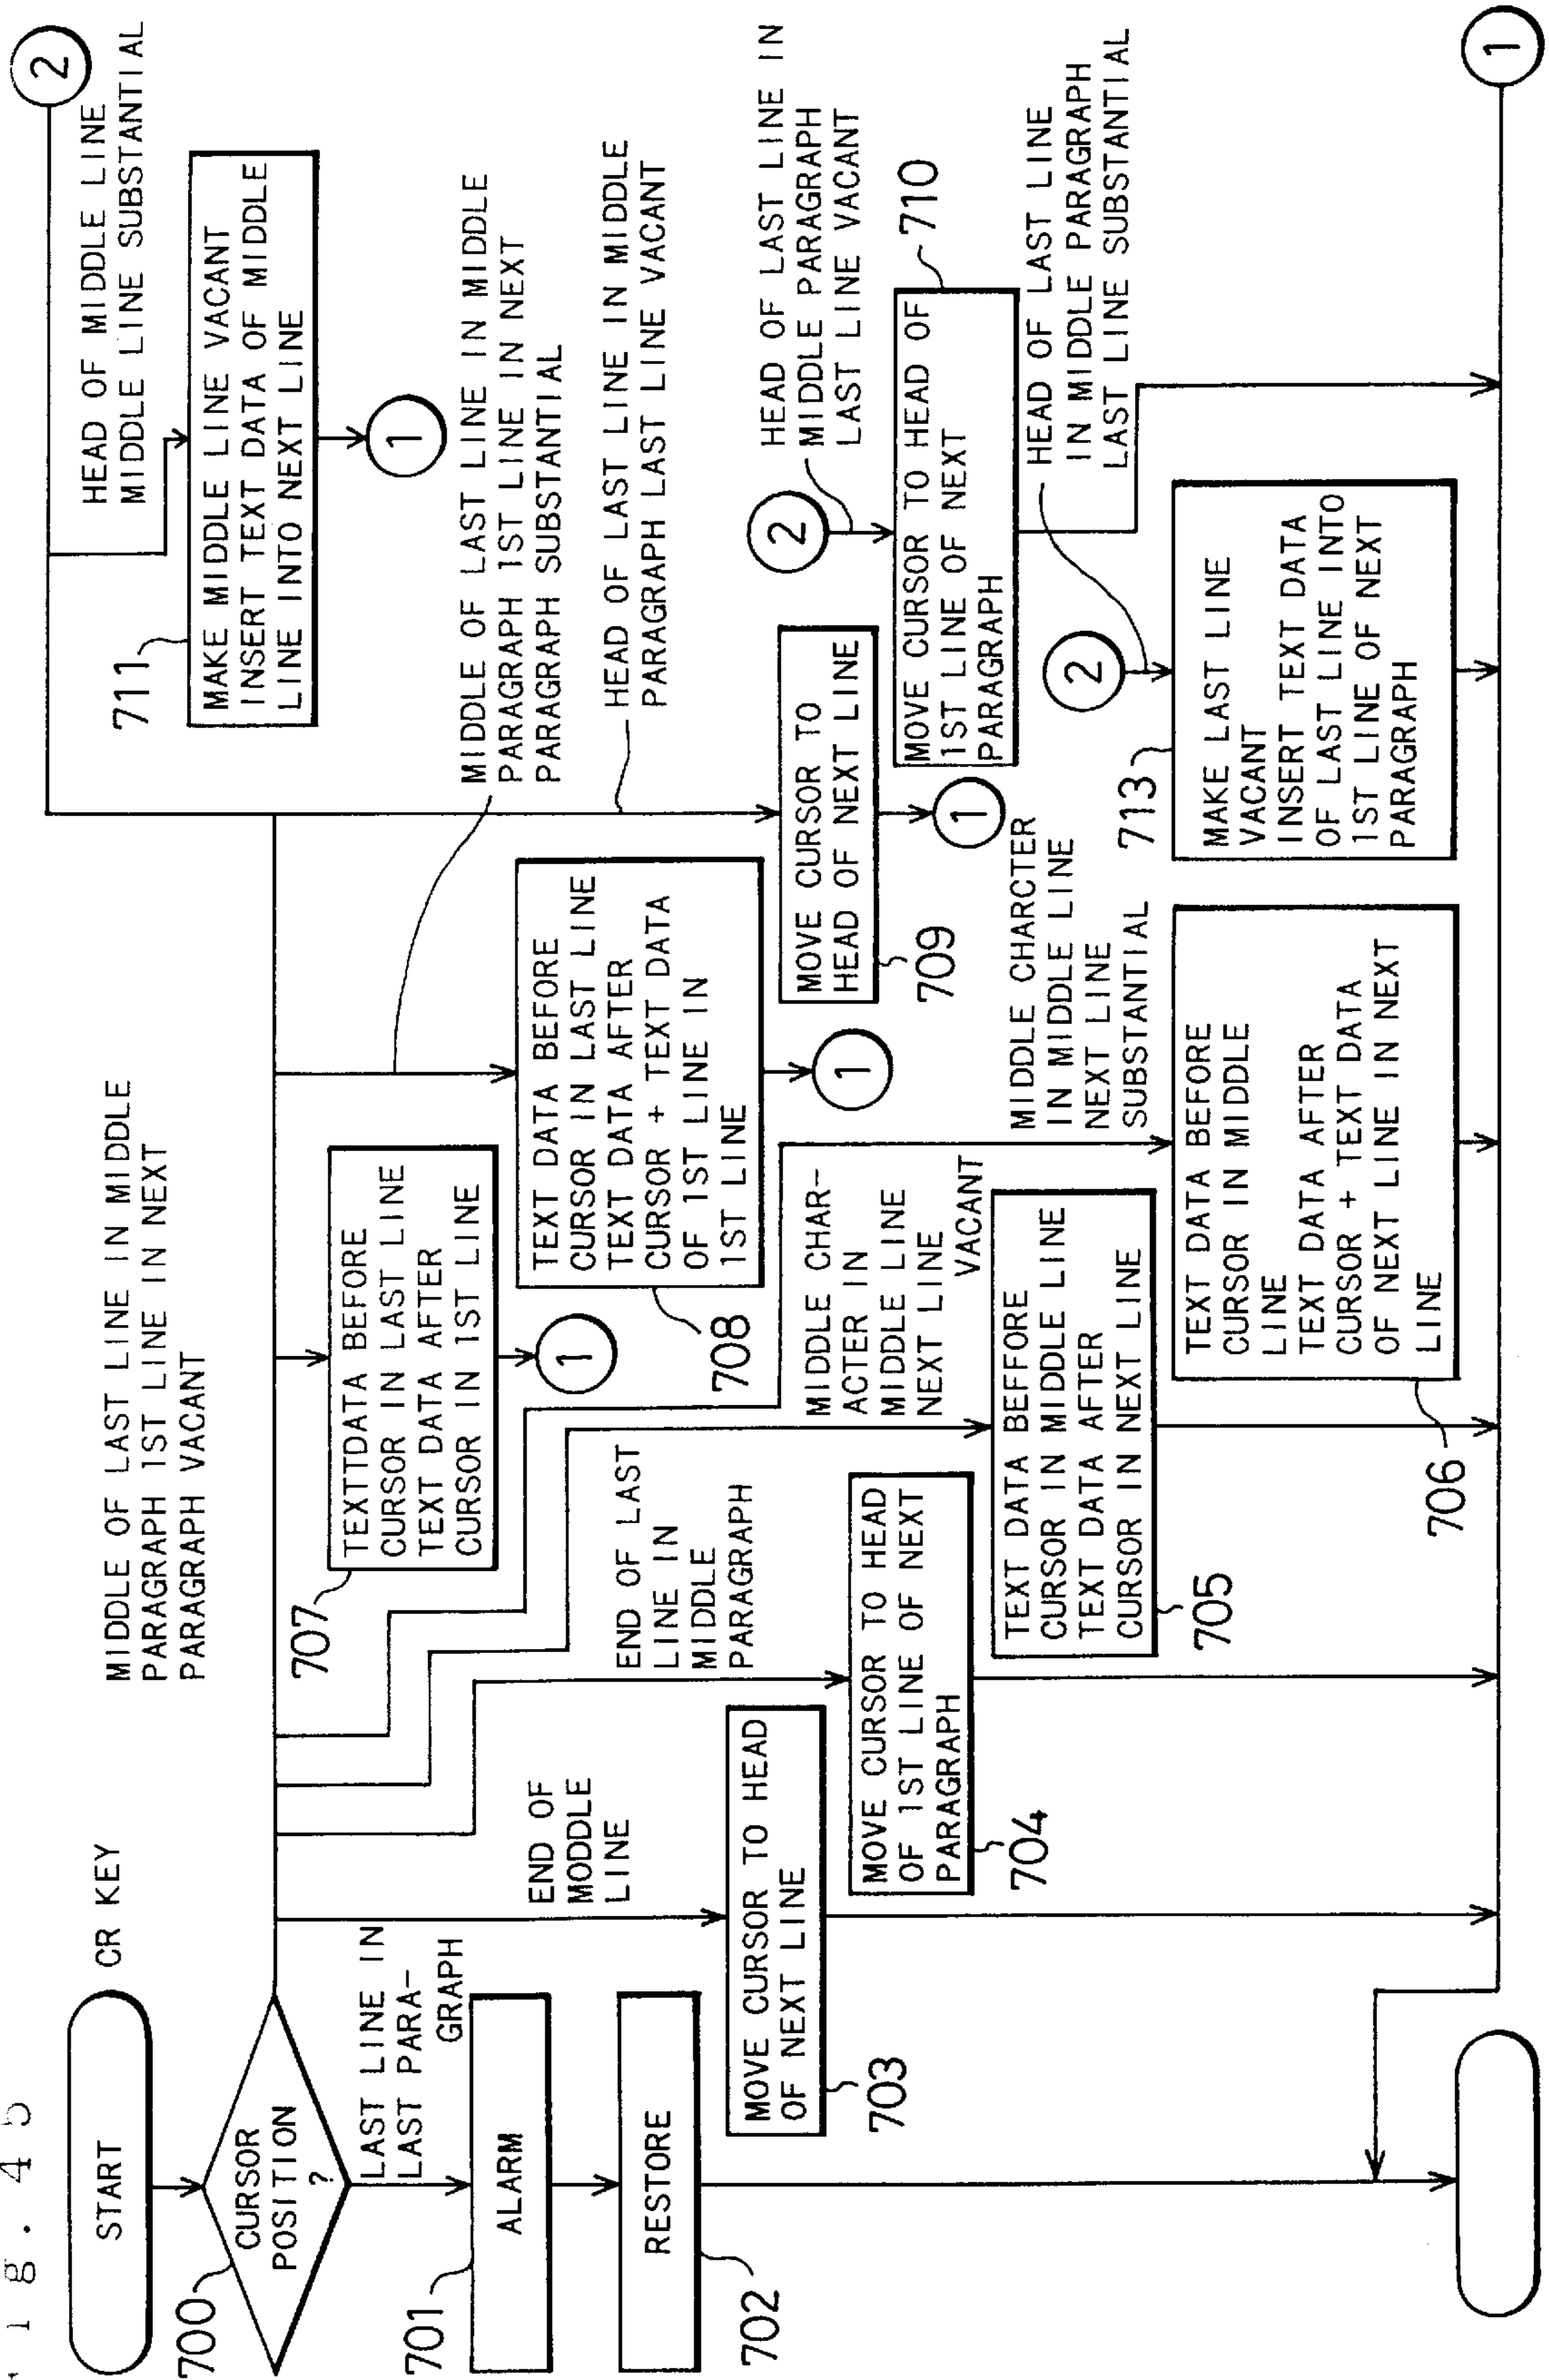 ig. 45
START
CR KEY
700
CURSOR
POSITION
?
LAST LINE IN
LAST PARA-
GRAPH
701
ALARM
702
RESTORE
END OF
MODDLE
LINE
MOVE CURSOR TO HEAD
OF NEXT LINE
703
END OF LAST
LINE IN
MIDDLE
PARAGRAPH
MOVE CURSOR TO HEAD
OF 1ST LINE OF NEXT
PARAGRAPH
704
MIDDLE CHAR-
ACTER IN
MIDDLE LINE
NEXT LINE
VACANT
TEXT DATA BEFFORE
CURSOR IN MIDDLE LINE
TEXT DATA AFTER
CURSOR IN NEXT LINE
705
MIDDLE CHARCTER
IN MIDDLE LINE
NEXT LINE
SUBSTANTIAL
TEXT DATA BEFORE
CURSOR IN MIDDLE
LINE
TEXT DATA AFTER
CURSOR + TEXT DATA
OF NEXT LINE IN NEXT
LINE
706
MIDDLE OF LAST LINE IN MIDDLE
PARAGRAPH 1ST LINE IN NEXT
PARAGRAPH VACANT
707
TEXTTDATA BEFORE
CURSOR IN LAST LINE
TEXT DATA AFTER
CURSOR IN 1ST LINE
1
MIDDLE OF LAST LINE IN MIDDLE
PARAGRAPH 1ST LINE IN NEXT
PARAGRAPH SUBSTANTIAL
TEXT DATA BEFORE
CURSOR IN LAST LINE
TEXT DATA AFTER
CURSOR + TEXT DATA
OF 1ST LINE IN
1ST LINE
708
1
HEAD OF LAST LINE IN MIDDLE
PARAGRAPH LAST LINE VACANT
MOVE CURSOR TO
HEAD OF NEXT LINE
709
1
2
HEAD OF MIDDLE LINE
MIDDLE LINE SUBSTANTIAL
711
MAKE MIDDLE LINE VACANT
INSERT TEXT DATA OF MIDDLE
LINE INTO NEXT LINE
1
2
HEAD OF LAST LINE IN
MIDDLE PARAGRAPH
LAST LINE VACANT
710
MOVE CURSOR TO HEAD OF
1ST LINE OF NEXT
PARAGRAPH
2
HEAD OF LAST LINE
IN MIDDLE PARAGRAPH
LAST LINE SUBSTANTIAL
713
MAKE LAST LINE
VACANT
INSERT TEXT DATA
OF LAST LINE INTO
1ST LINE OF NEXT
PARAGRAPH
1